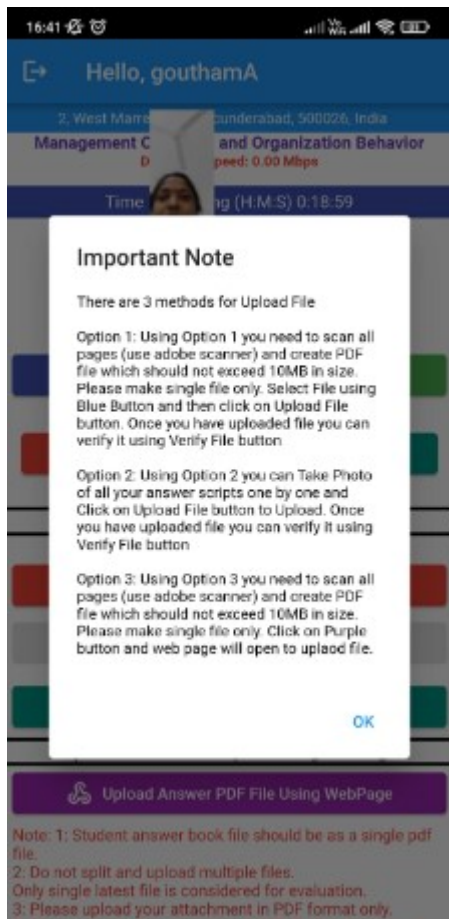 16:41
Hello, gouthamA
2, West Marre underabad, 500026, India
Management C and Organization Behavior
D peed: 0.00 Mbps
Time ng (H:M:S) 0:18:59
Important Note
There are 3 methods for Upload File
Option 1: Using Option 1 you need to scan all
pages (use adobe scanner) and create PDF
file which should not exceed 10MB in size.
Please make single file only. Select File using
Blue Button and then click on Upload File
button. Once you have uploaded file you can
verify it using Verify File button
Option 2: Using Option 2 you can Take Photo
of all your answer scripts one by one and
Click on Upload File button to Upload. Once
you have uploaded file you can verify it using
Verify File button
Option 3: Using Option 3 you need to scan all
pages (use adobe scanner) and create PDF
file which should not exceed 10MB in size.
Please make single file only. Click on Purple
button and web page will open to uplaod file.
OK
Upload Answer PDF File Using WebPage
Note: 1: Student answer book file should be as a single pdf
file.
2: Do not split and upload multiple files.
Only single latest file is considered for evaluation.
3: Please upload your attachment in PDF format only.